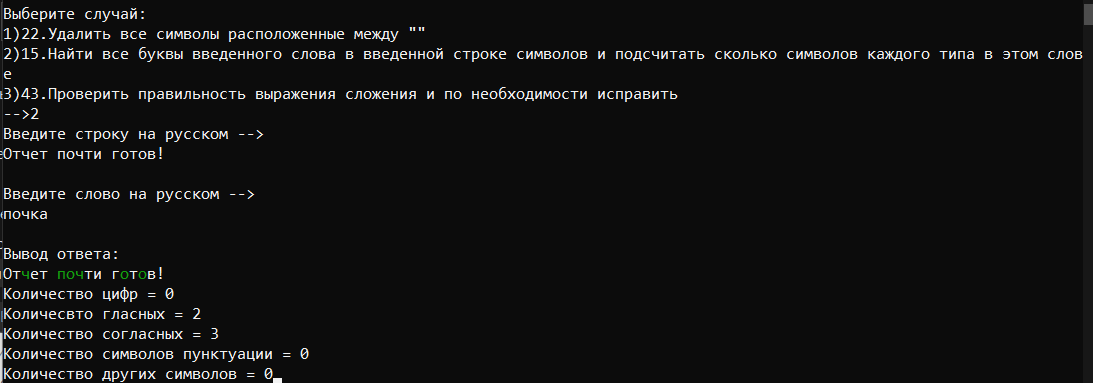 Выберите случай:
1)22.Удалить все символы расположенные между ""
2)15.Найти все буквы введенного слова в введенной строке символов и подсчитать сколько символов каждого типа в этом слов
е
3)43.Проверить правильность выражения сложения и по необходимости исправить
-->2
Введите строку на русском -->
Отчет почти готов!
Введите слово на русском -->
почка
Вывод ответа:
Отчет почти готов!
Количество цифр = 0
Количесвто гласных = 2
Количество согласных = 3
Количество символов пунктуации = 0
Количество других символов = 0